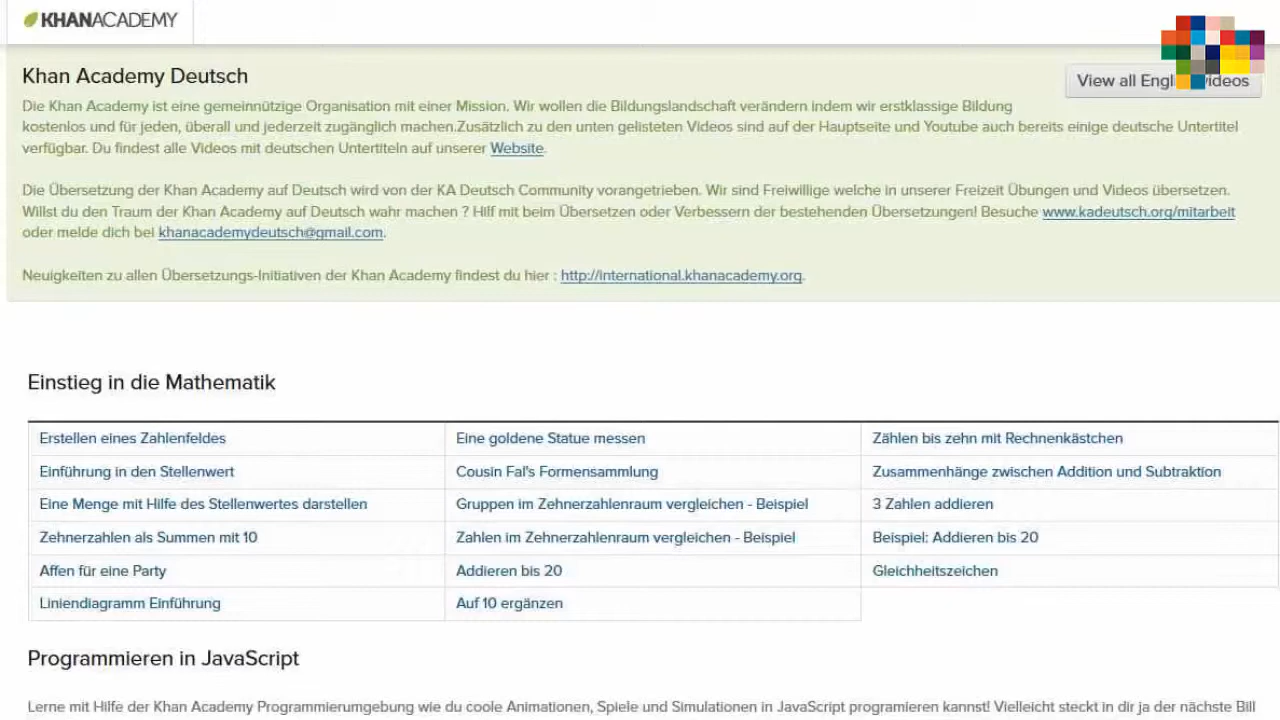 KHANACADEMY
Khan Academy Deutsch
View all Engl videos
Die Khan Academy ist eine gemeinnützige Organisation mit einer Mission. Wir wollen die Bildungslandschaft verändern indem wir erstklassige Bildung
kostenlos und für jeden, überall und jederzeit zugänglich machen.Zusätzlich zu den unten gelisteten Videos sind auf der Hauptseite und Youtube auch bereits einige deutsche Untertitel
verfügbar. Du findest alle Videos mit deutschen Untertiteln auf unserer Website.
Die Übersetzung der Khan Academy auf Deutsch wird von der KA Deutsch Community vorangetrieben. Wir sind Freiwillige welche in unserer Freizeit Übungen und Videos übersetzen.
Willst du den Traum der Khan Academy auf Deutsch wahr machen ? Hilf mit beim Übersetzen oder Verbessern der bestehenden Übersetzungen! Besuche www.kadeutsch.org/mitarbeit
oder melde dich bei khanacademydeutsch@gmail.com.
Neuigkeiten zu allen Übersetzungs-Initiativen der Khan Academy findest du hier : http://international.khanacademy.org.
Einstieg in die Mathematik
Erstellen eines Zahlenfeldes
Eine goldene Statue messen
Zählen bis zehn mit Rechnenkästchen
Einführung in den Stellenwert
Cousin Fal's Formensammlung
Zusammenhänge zwischen Addition und Subtraktion
Eine Menge mit Hilfe des Stellenwertes darstellen
Gruppen im Zehnerzahlenraum vergleichen - Beispiel
3 Zahlen addieren
Zehnerzahlen als Summen mit 10
Zahlen im Zehnerzahlenraum vergleichen - Beispiel
Beispiel: Addieren bis 20
Affen für eine Party
Addieren bis 20
Gleichheitszeichen
Liniendiagramm Einführung
Auf 10 ergänzen
Programmieren in JavaScript
Lerne mit Hilfe der Khan Academy Programmierumgebung wie du coole Animationen, Spiele und Simulationen in JavaScript programieren kannst! Vielleicht steckt in dir ja der nächste Bill